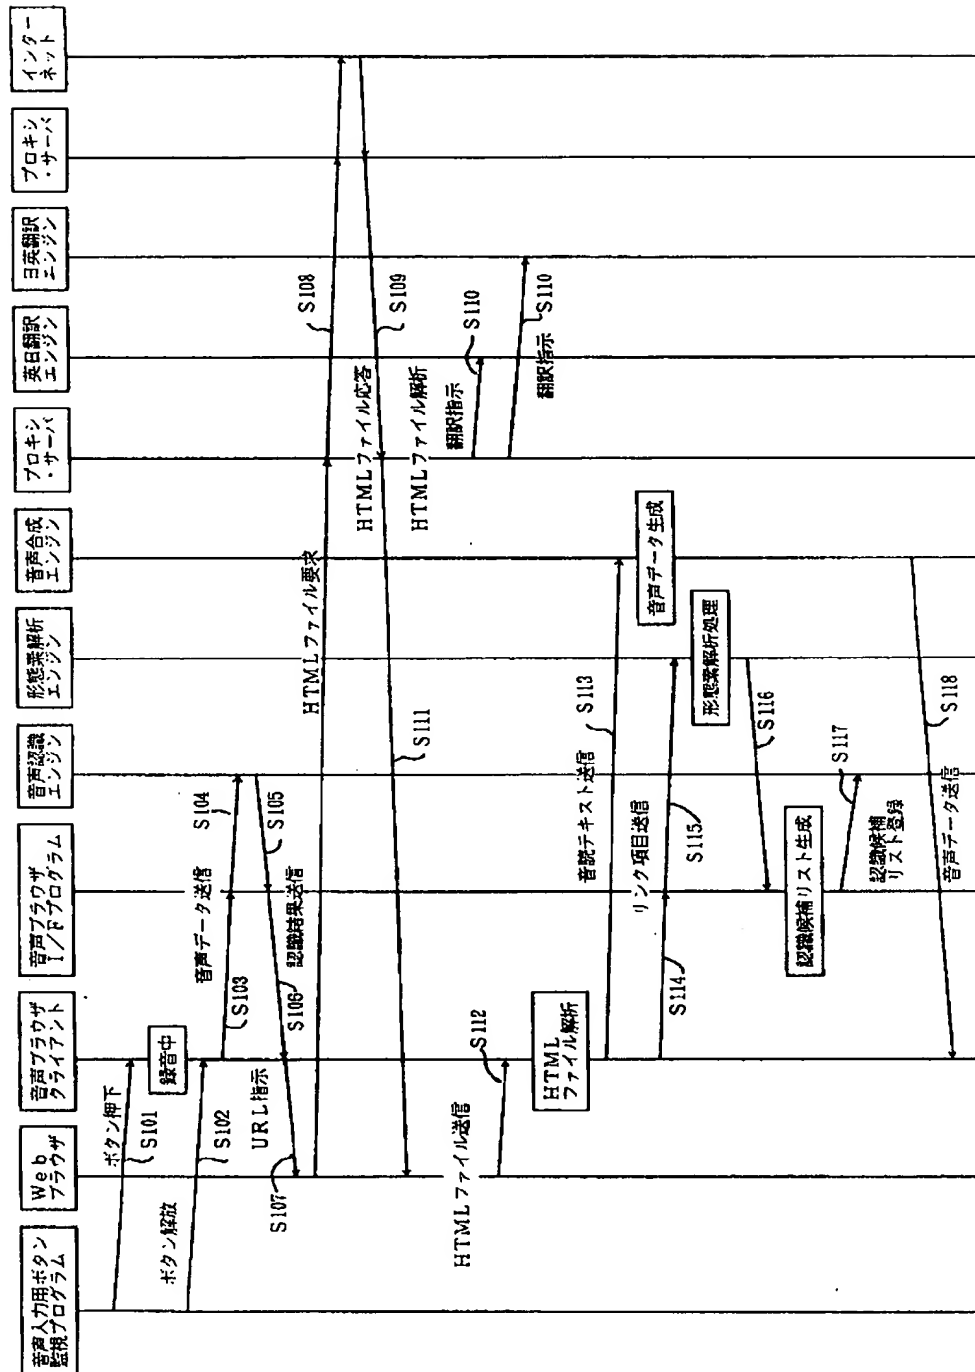 音声入力用ボタン
監視プログラム
Web
ブラウザ
音声ブラウザ
クライアント
音声ブラウザ
I/Fプログラム
音声認識
エンジン
形態素解析
エンジン
音声合成
エンジン
プロキシ
・サーバ
英日翻訳
エンジン
日英翻訳
エンジン
プロキシ
・サーバ
インター
ネット
ボタン押下
S101
録音中
ボタン解放
S102
音声データ送信
S103
S104
S105
認識結果送信
S106
URL指示
S107
HTMLファイル要求
S108
HTMLファイル応答
S109
HTMLファイル解析
翻訳指示
S110
翻訳指示
S110
S111
HTMLファイル送信
S112
HTML
ファイル解析
音読テキスト送信
S113
音声データ生成
リンク項目送信
S114
S115
形態素解析処理
S116
認識候補リスト生成
S117
認識候補
リスト登録
音声データ送信
S118